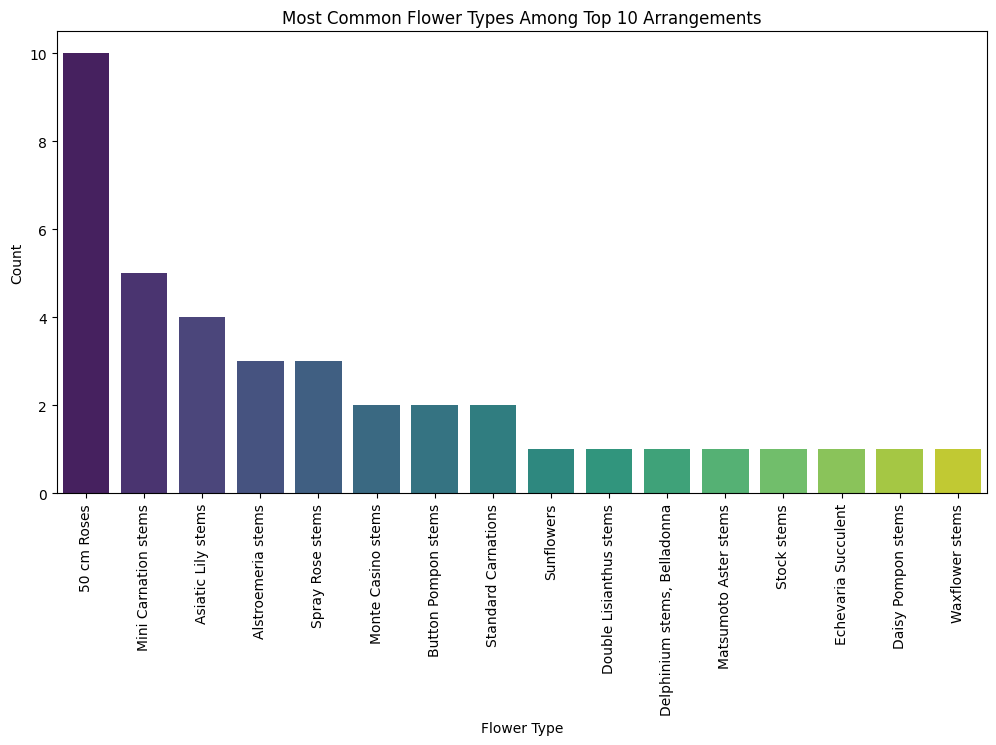 Most Common Flower Types Among Top 10 Arrangements
10
8
6
4
2
0
Count
50 cm Roses
Mini Carnation stems
Asiatic Lily stems
Alstroemeria stems
Spray Rose stems
Monte Casino stems
Button Pompon stems
Standard Carnations
Sunflowers
Double Lisianthus stems
Delphinium stems, Belladonna
Matsumoto Aster stems
Stock stems
Echevaria Succulent
Daisy Pompon stems
Waxflower stems
Flower Type